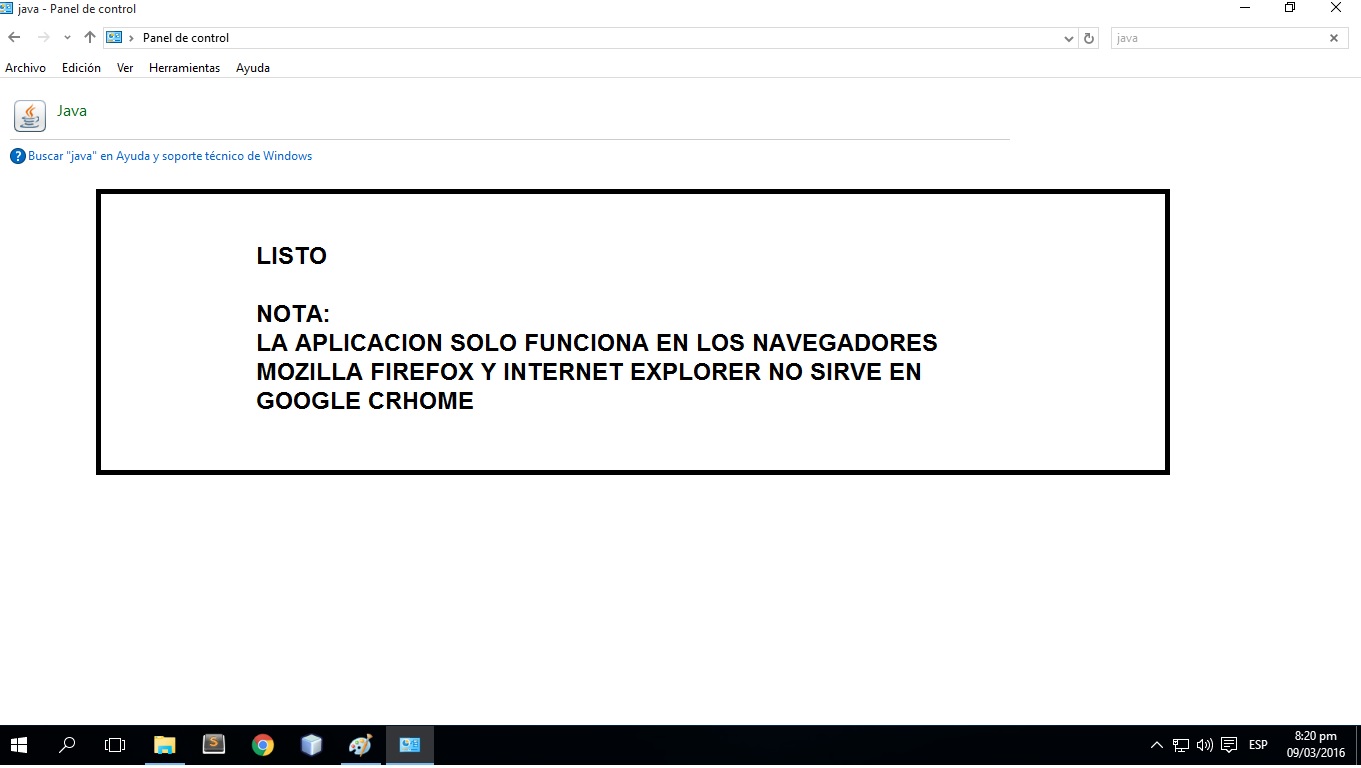 java - Panel de control
Panel de control
java
Archivo Edición Ver Herramientas Ayuda
Java
Buscar "java" en Ayuda y soporte técnico de Windows
LISTO
NOTA:
LA APLICACION SOLO FUNCIONA EN LOS NAVEGADORES
MOZILLA FIREFOX Y INTERNET EXPLORER NO SIRVE EN
GOOGLE CRHOME
ESP
8:20 pm
09/03/2016